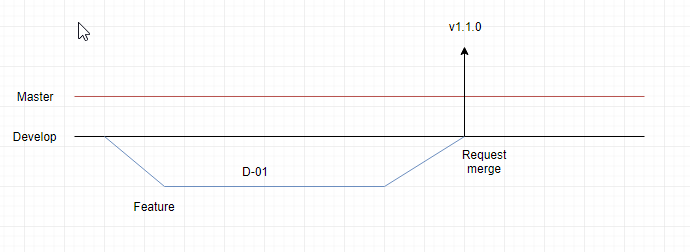 v1.1.0
Master
Develop
D-01
Request
merge
Feature